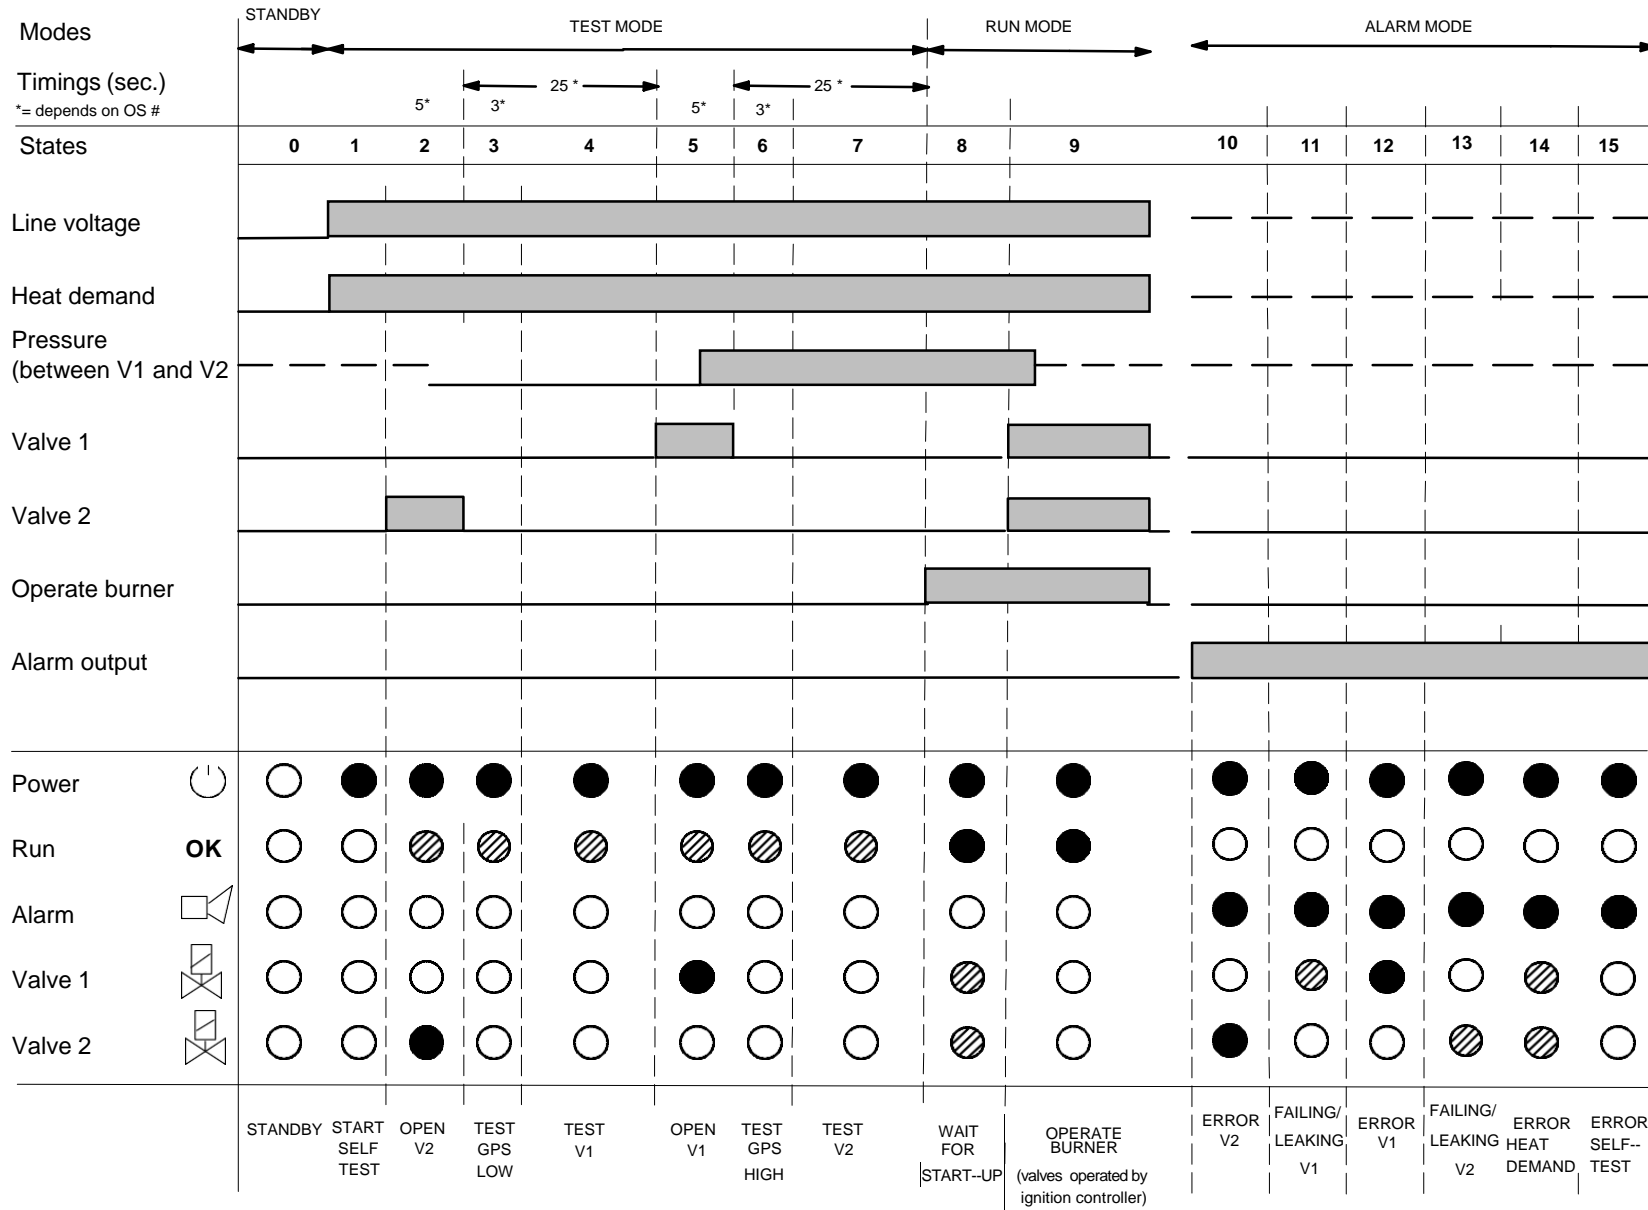 STANDBY
Modes
TEST MODE
RUN MODE
ALARM MODE
Timings (sec.)
25 *
25 *
*= depends on OS #
5*
3*
5*
3*
States
0 1 2 3 4 5 6 7 8 9 10 11 12 13 14 15
Line voltage
Heat demand
Pressure
(between V1 and V2
Valve 1
Valve 2
Operate burner
Alarm output
Power
Run OK
Alarm
Valve 1
Valve 2
STANDBY
START
SELF
TEST
OPEN
V2
TEST
GPS
LOW
TEST
V1
OPEN
V1
TEST
GPS
HIGH
TEST
V2
WAIT
FOR
START--UP
OPERATE
BURNER
(valves operated by
ignition controller)
ERROR
V2
FAILING/
LEAKING
V1
ERROR
V1
FAILING/
LEAKING
V2
ERROR
HEAT
DEMAND
ERROR
SELF--
TEST